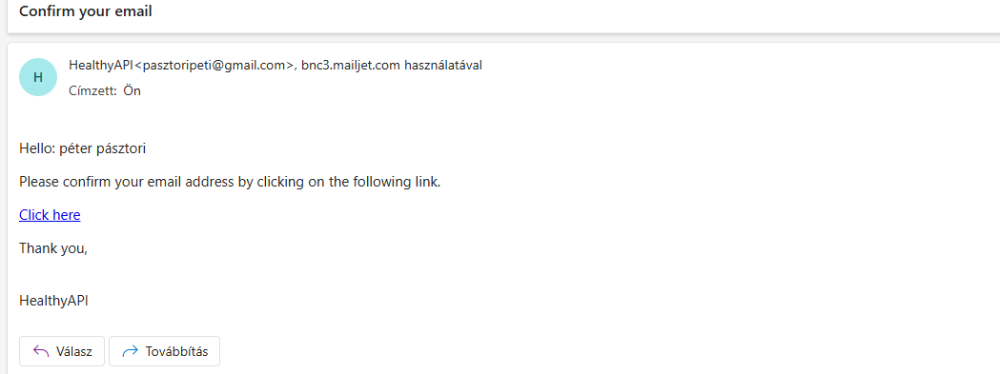 Confirm your email
H
HealthyAPI<pasztoripeti@gmail.com>, bnc3.mailjet.com használatával
Címzett: Ön
Hello: péter pásztori
Please confirm your email address by clicking on the following link.
Click here
Thank you,
HealthyAPI
Válasz
Továbbítás